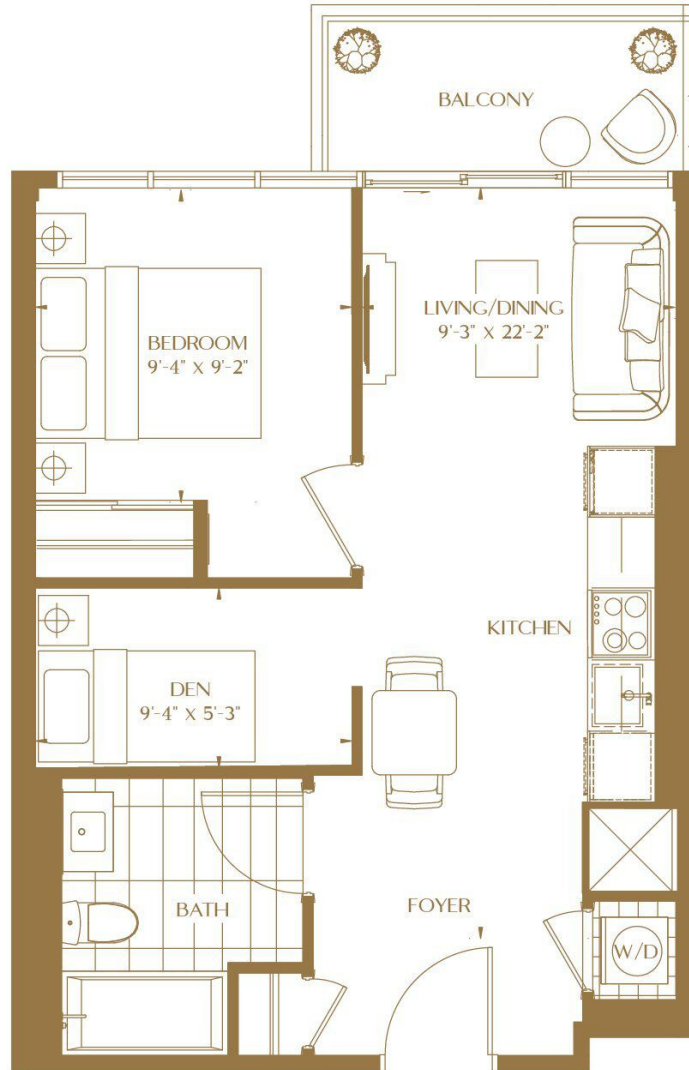 BALCONY
LIVING/DINING
9'-3" X 22'-2"
BEDROOM
9'-4" X 9'-2"
KITCHEN
DEN
9'-4" X 5'-3"
BATH
FOYER
W/D